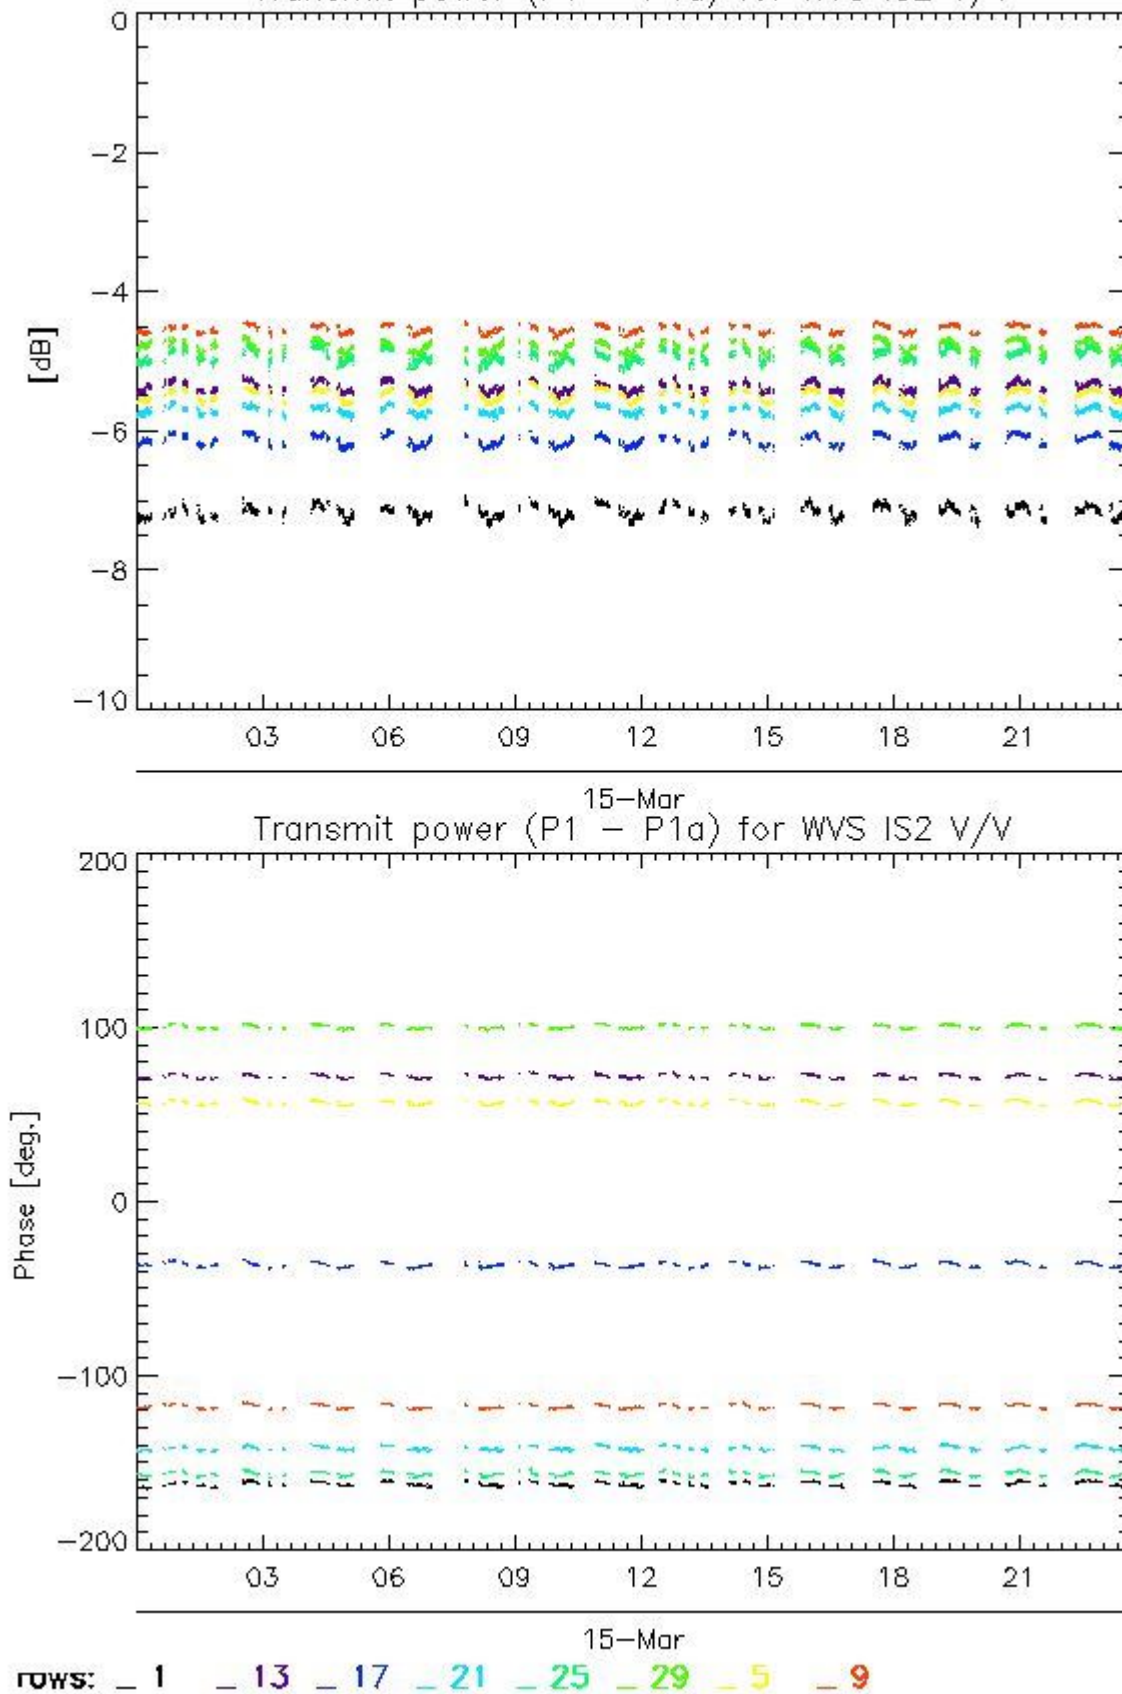 0
−2
−4
[dB]
−6
−8
−10
03 06 09 12 15 18 21
15−Mar
Transmit power (P1 − P1a) for WVS IS2 V/V
200
100
Phase [deg.]
0
−100
−200
03 06 09 12 15 18 21
15−Mar
rows: _ 1 _ 13 _ 17 _ 21 _ 25 _ 29 _ 5 _ 9